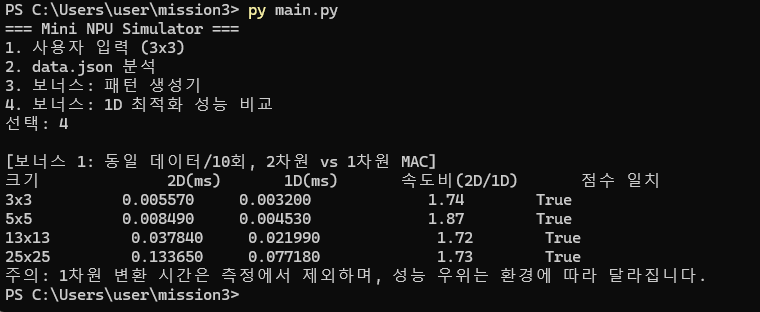 PS C:\Users\user\mission3> py main.py
=== Mini NPU Simulator ===
1. 사용자 입력 (3x3)
2. data.json 분석
3. 보너스: 패턴 생성기
4. 보너스: 1D 최적화 성능 비교
선택: 4
[보너스 1: 동일 데이터/10회, 2차원 vs 1차원 MAC]
크기 2D(ms) 1D(ms) 속도비(2D/1D) 점수 일치
3x3 0.005570 0.003200 1.74 True
5x5 0.008490 0.004530 1.87 True
13x13 0.037840 0.021990 1.72 True
25x25 0.133650 0.077180 1.73 True
주의: 1차원 변환 시간은 측정에서 제외하며, 성능 우위는 환경에 따라 달라집니다.
PS C:\Users\user\mission3>